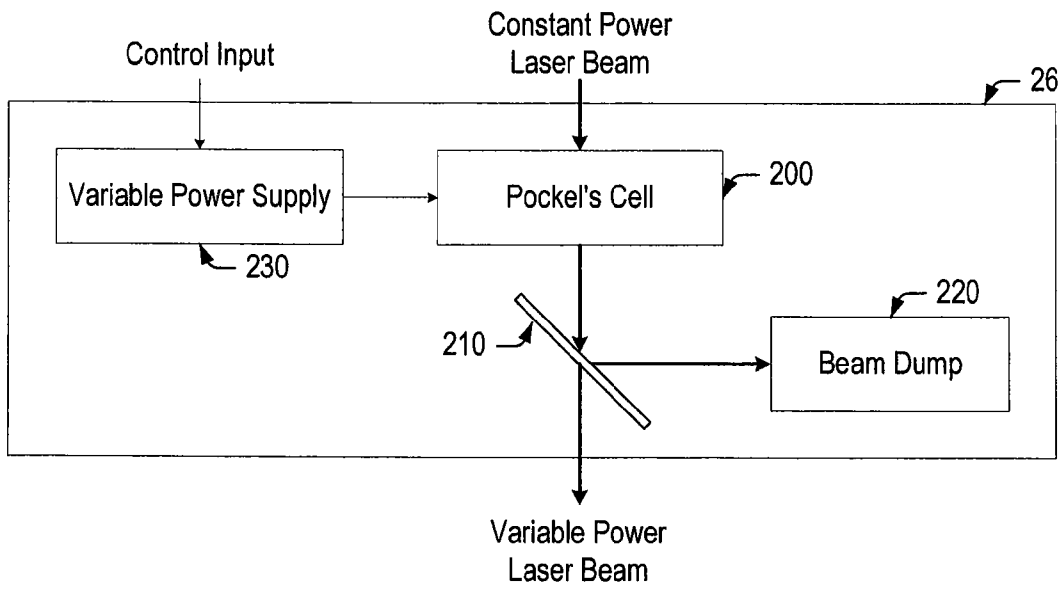 Constant Power
Laser Beam
Control Input
26
Variable Power Supply
Pockel's Cell
200
230
220
210
Beam Dump
Variable Power
Laser Beam